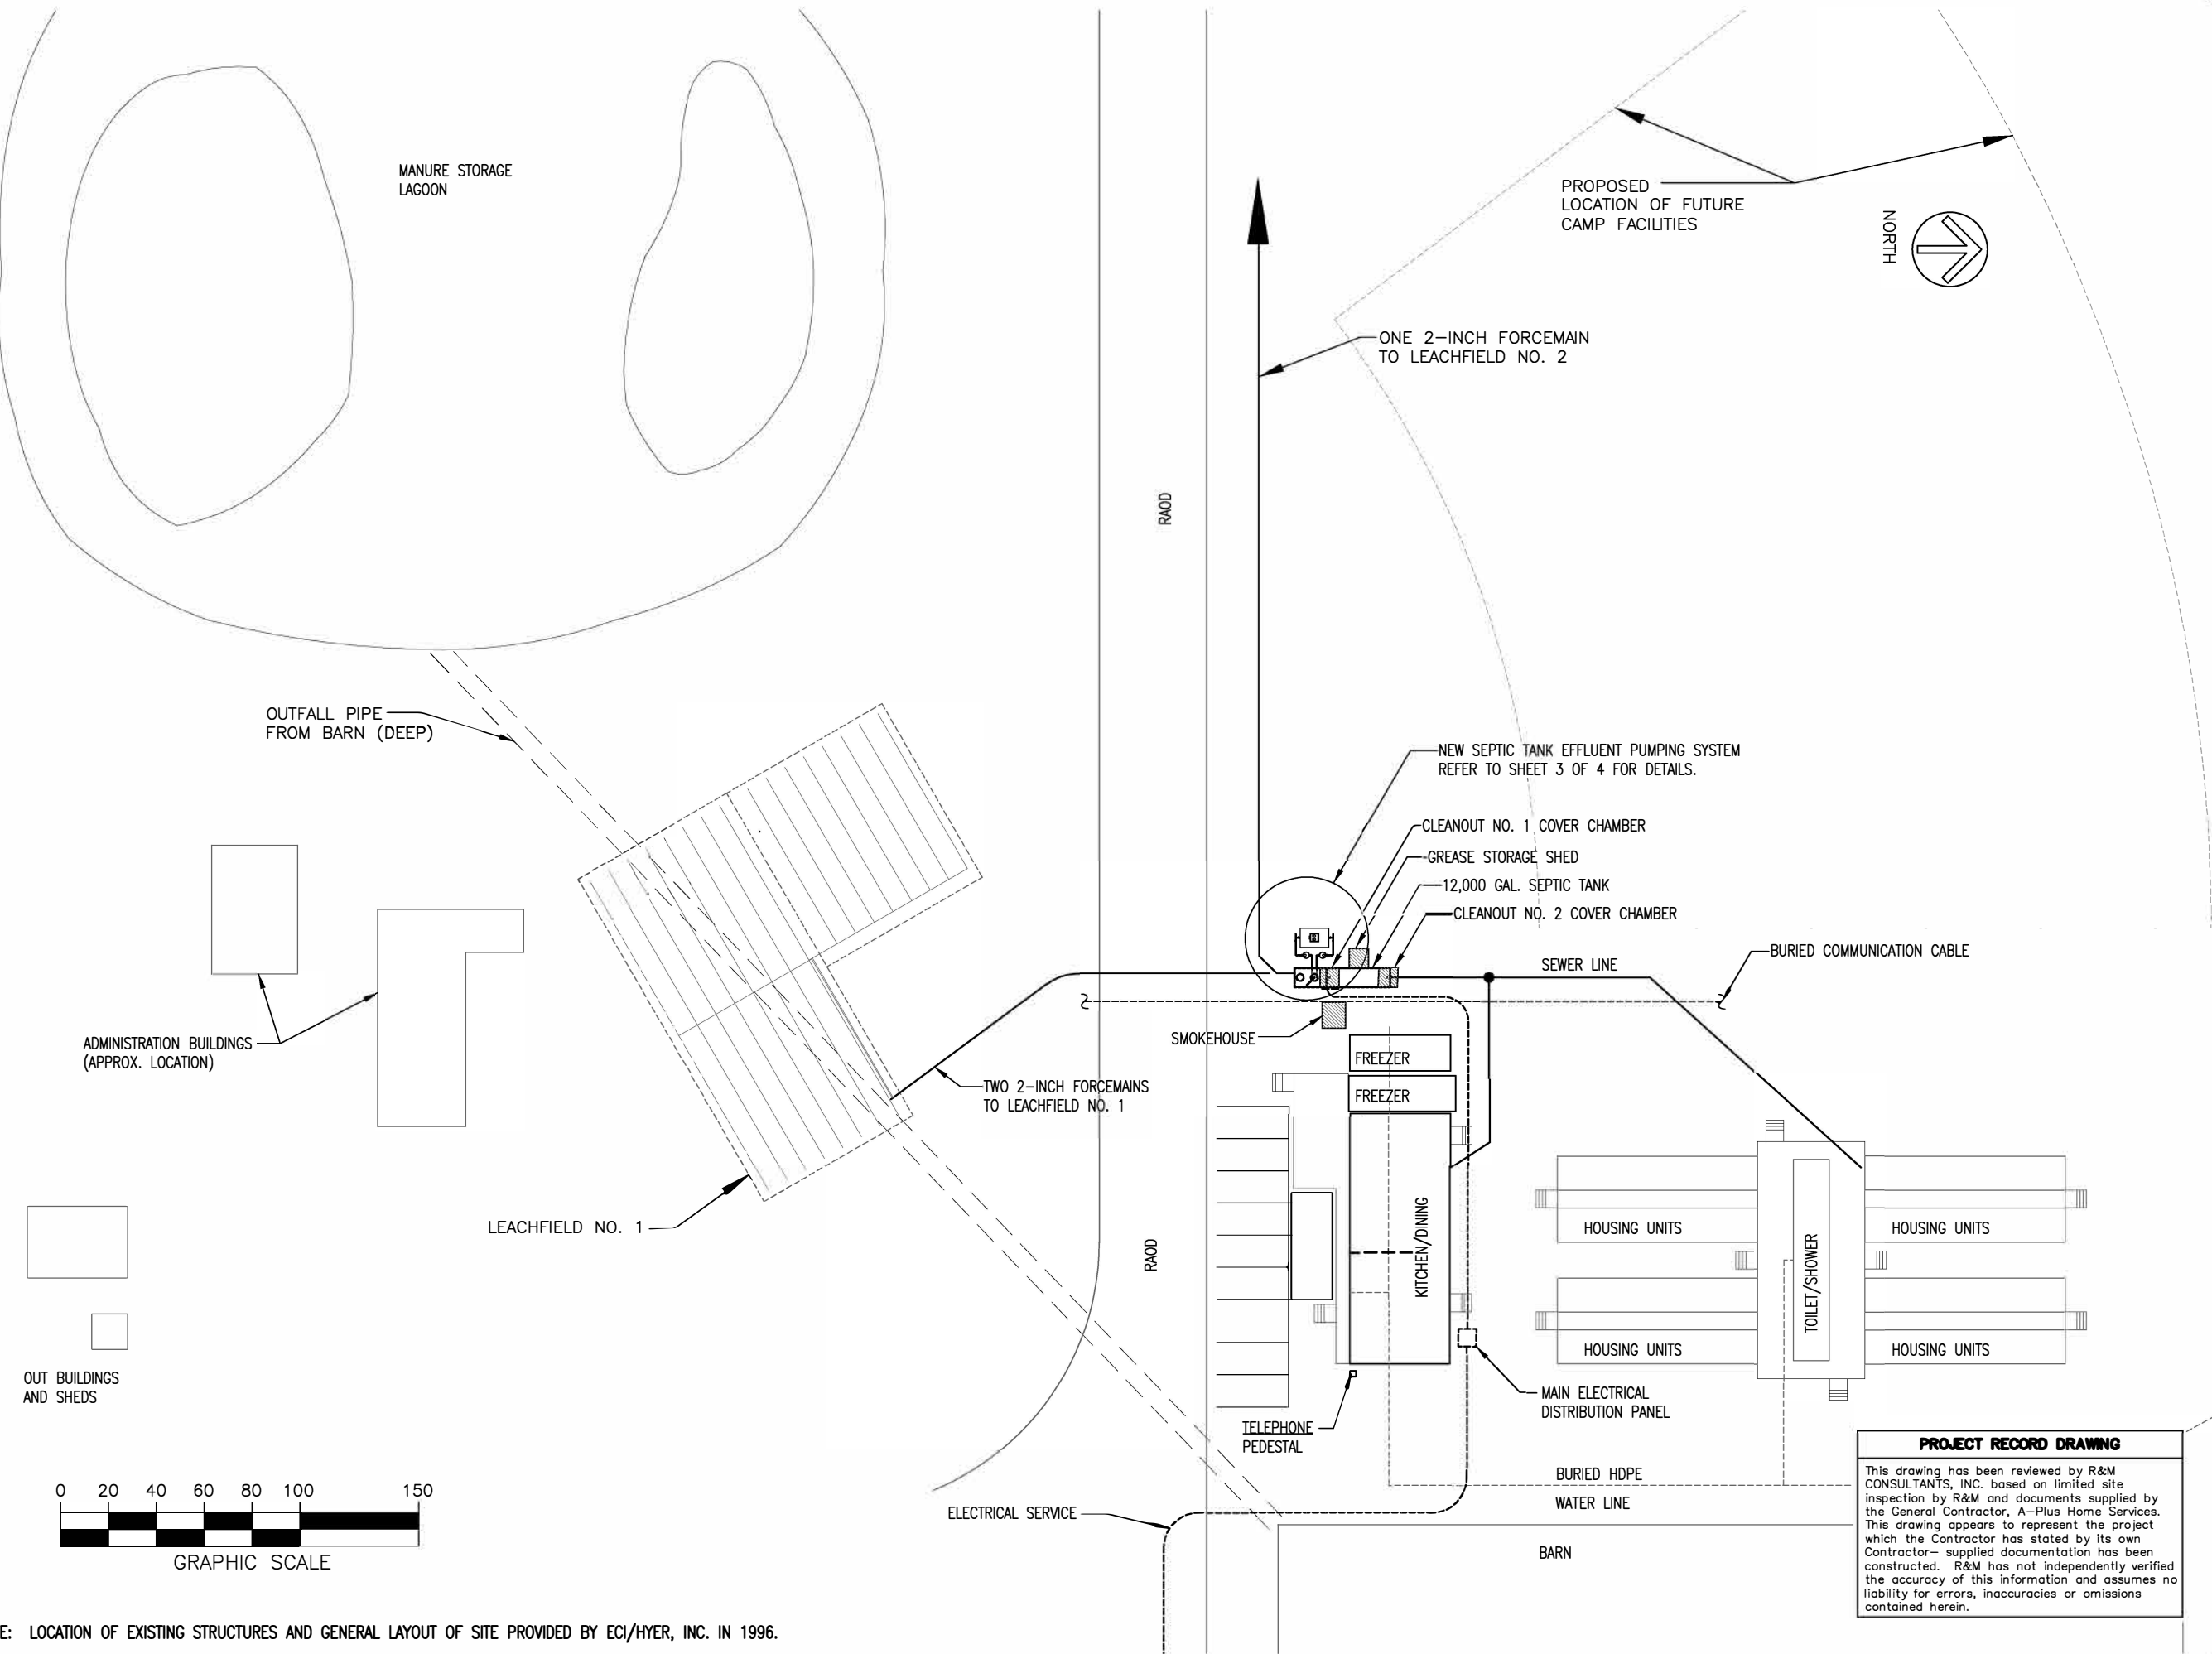 MANURE STORAGE
LAGOON
PROPOSED
LOCATION OF FUTURE
CAMP FACILITIES
NORTH
ONE 2-INCH FORCEMAIN
TO LEACHFIELD NO. 2
RAOD
OUTFALL PIPE
FROM BARN (DEEP)
NEW SEPTIC TANK EFFLUENT PUMPING SYSTEM
REFER TO SHEET 3 OF 4 FOR DETAILS.
CLEANOUT NO. 1 COVER CHAMBER
GREASE STORAGE SHED
12,000 GAL. SEPTIC TANK
CLEANOUT NO. 2 COVER CHAMBER
BURIED COMMUNICATION CABLE
SEWER LINE
ADMINISTRATION BUILDINGS
(APPROX. LOCATION)
SMOKEHOUSE
FREEZER
FREEZER
TWO 2-INCH FORCEMAINS
TO LEACHFIELD NO. 1
LEACHFIELD NO. 1
RAOD
KITCHEN/DINING
TOILET/SHOWER
HOUSING UNITS
HOUSING UNITS
HOUSING UNITS
HOUSING UNITS
OUT BUILDINGS
AND SHEDS
MAIN ELECTRICAL
DISTRIBUTION PANEL
TELEPHONE
PEDESTAL
BURIED HDPE
WATER LINE
ELECTRICAL SERVICE
BARN
0 20 40 60 80 100 150
GRAPHIC SCALE
PROJECT RECORD DRAWING
This drawing has been reviewed by R&M
CONSULTANTS, INC. based on limited site
inspection by R&M and documents supplied by
the General Contractor, A-Plus Home Services.
This drawing appears to represent the project
which the Contractor has stated by its own
Contractor- supplied documentation has been
constructed. R&M has not independently verified
the accuracy of this information and assumes no
liability for errors, inaccuracies or omissions
contained herein.
E: LOCATION OF EXISTING STRUCTURES AND GENERAL LAYOUT OF SITE PROVIDED BY ECI/HYER, INC. IN 1996.